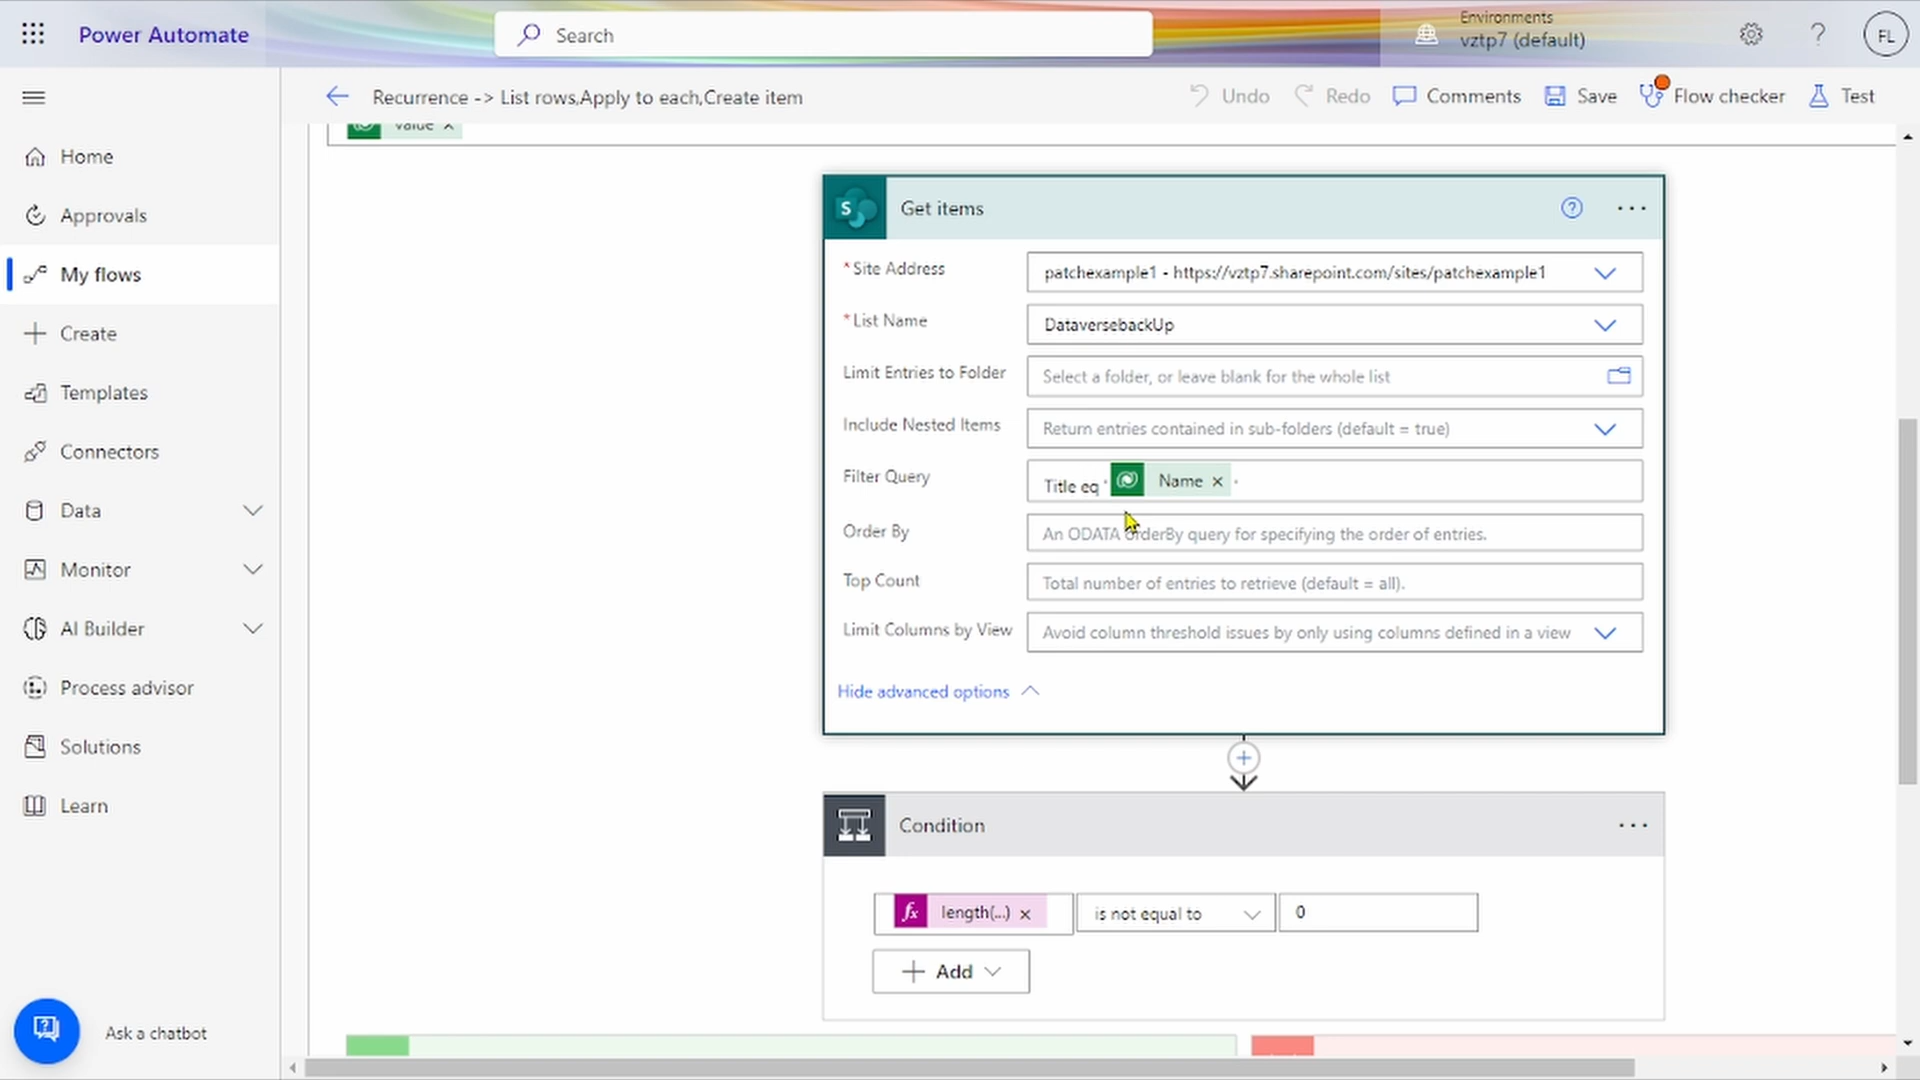 Power Automate
Search
Environments
vztp7 (default)
?
FL
Recurrence -> List rows,Apply to each,Create item
Undo
Redo
Comments
Save
Flow checker
Test
Home
Approvals
My flows
Create
Templates
Connectors
Data
Monitor
AI Builder
Process advisor
Solutions
Learn
Ask a chatbot
value ×
S
Get items
?
...
*Site Address
patchexample1 - https://vztp7.sharepoint.com/sites/patchexample1
*List Name
DataversebackUp
Limit Entries to Folder
Select a folder, or leave blank for the whole list
Include Nested Items
Return entries contained in sub-folders (default = true)
Filter Query
Title eq ' Name × '
Order By
An ODATA orderBy query for specifying the order of entries.
Top Count
Total number of entries to retrieve (default = all).
Limit Columns by View
Avoid column threshold issues by only using columns defined in a view
Hide advanced options
Condition
...
fx length(...) ×
is not equal to
0
+ Add